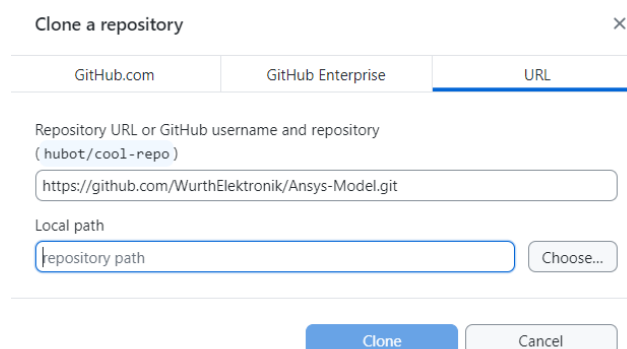 Clone a repository
GitHub.com
GitHub Enterprise
URL
Repository URL or GitHub username and repository
(hubot/cool-repo)
https://github.com/WurthElektronik/Ansys-Model.git
Local path
repository path
Choose...
Clone
Cancel